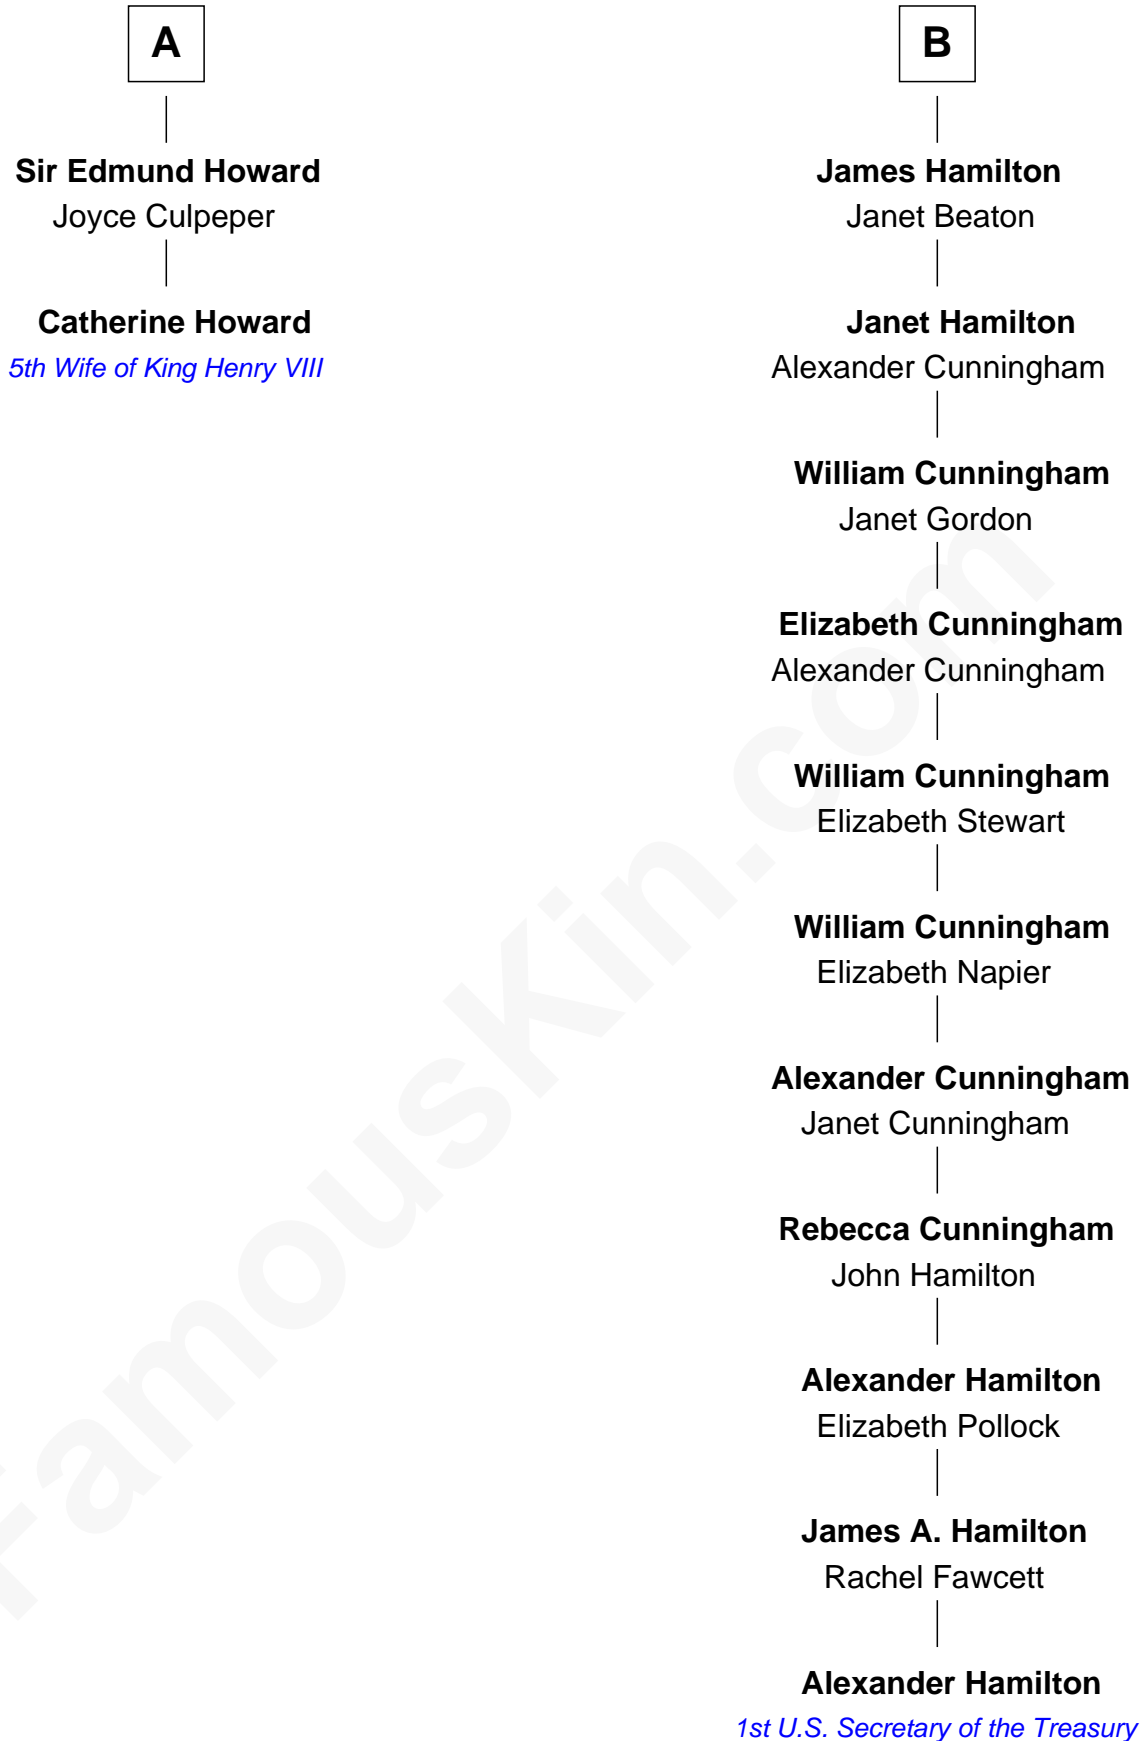 A
Sir Edmund Howard
Joyce Culpeper
Catherine Howard
5th Wife of King Henry VIII
B
James Hamilton
Janet Beaton
Janet Hamilton
Alexander Cunningham
William Cunningham
Janet Gordon
Elizabeth Cunningham
Alexander Cunningham
William Cunningham
Elizabeth Stewart
William Cunningham
Elizabeth Napier
Alexander Cunningham
Janet Cunningham
Rebecca Cunningham
John Hamilton
Alexander Hamilton
Elizabeth Pollock
James A. Hamilton
Rachel Fawcett
Alexander Hamilton
1st U.S. Secretary of the Treasury
FamousKin.com